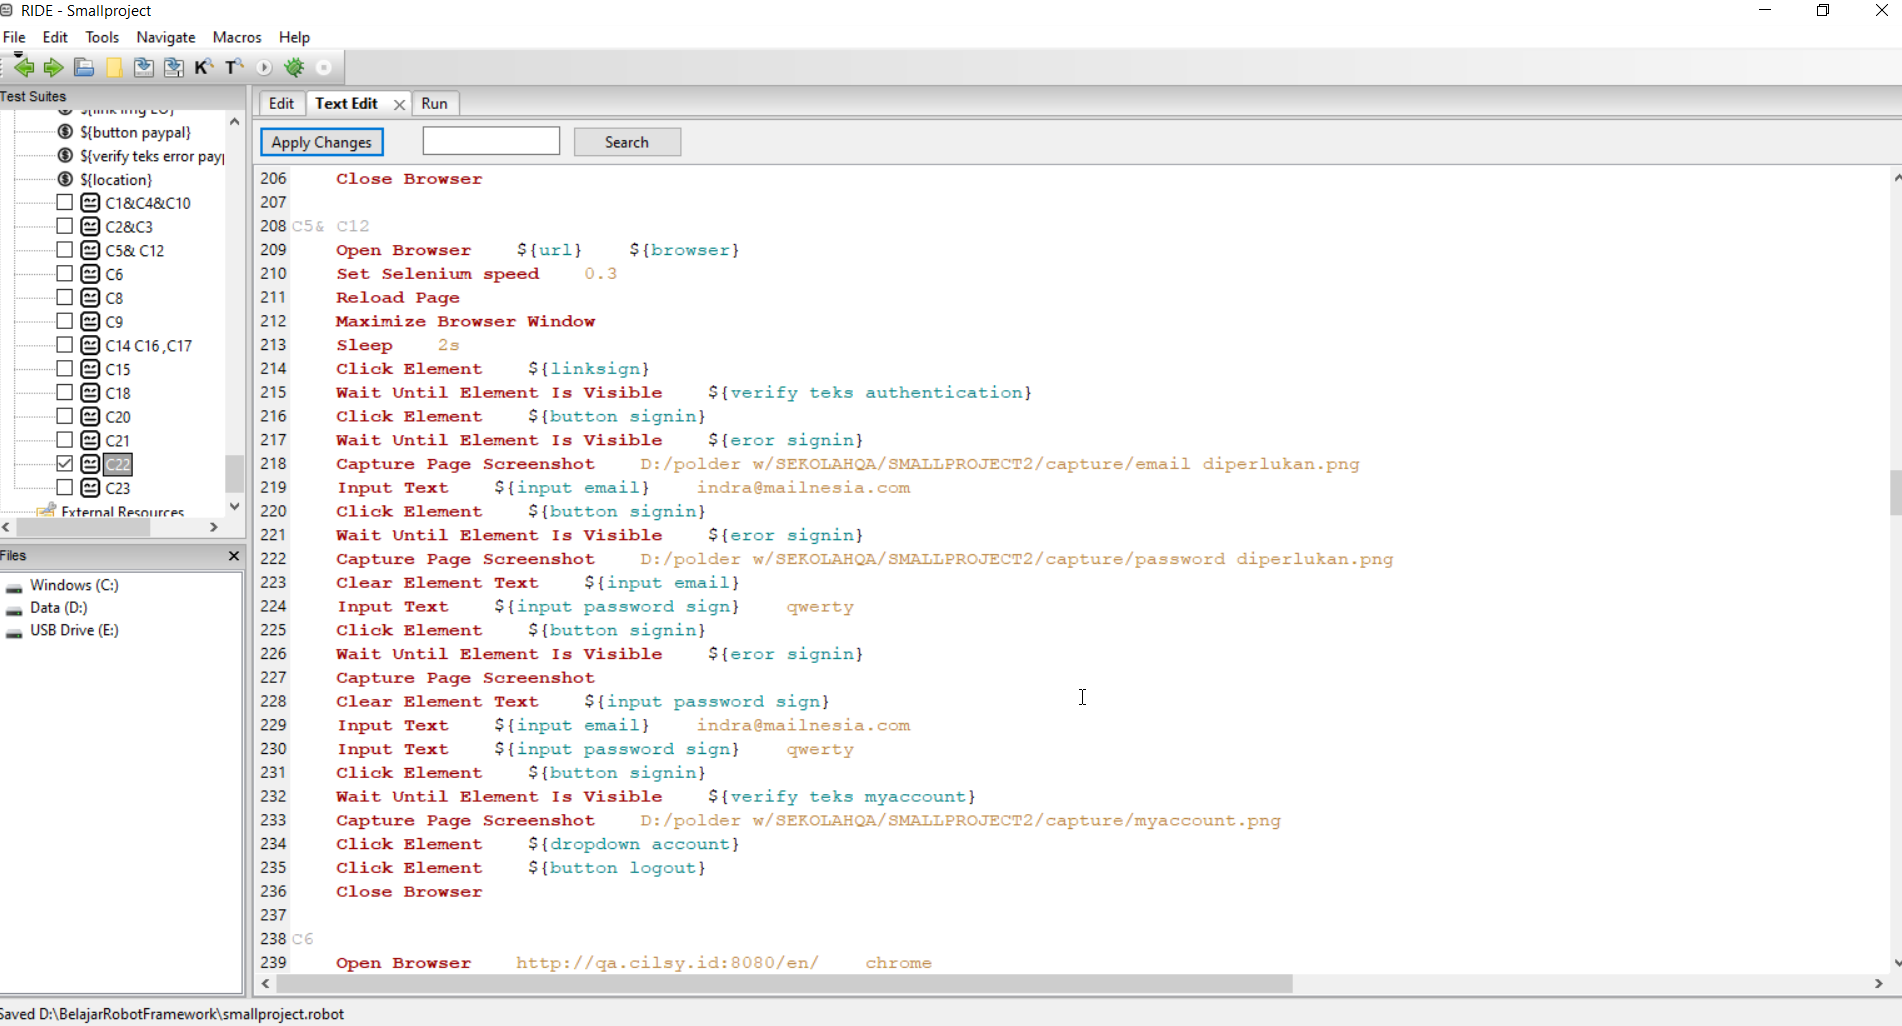 RIDE - Smallproject
File Edit Tools Navigate Macros Help
Test Suites
${button paypal}
${verify teks error payp
${location}
C1&C4&C10
C2&C3
C5& C12
C6
C8
C9
C14 C16 ,C17
C15
C18
C20
C21
C22
C23
External Resources
Files
Windows (C:)
Data (D:)
USB Drive (E:)
Edit Text Edit Run
Apply Changes Search
206 Close Browser
207
208 C5& C12
209 Open Browser ${url} ${browser}
210 Set Selenium speed 0.3
211 Reload Page
212 Maximize Browser Window
213 Sleep 2s
214 Click Element ${linksign}
215 Wait Until Element Is Visible ${verify teks authentication}
216 Click Element ${button signin}
217 Wait Until Element Is Visible ${eror signin}
218 Capture Page Screenshot D:/polder w/SEKOLAHQA/SMALLPROJECT2/capture/email diperlukan.png
219 Input Text ${input email} indra@mailnesia.com
220 Click Element ${button signin}
221 Wait Until Element Is Visible ${eror signin}
222 Capture Page Screenshot D:/polder w/SEKOLAHQA/SMALLPROJECT2/capture/password diperlukan.png
223 Clear Element Text ${input email}
224 Input Text ${input password sign} qwerty
225 Click Element ${button signin}
226 Wait Until Element Is Visible ${eror signin}
227 Capture Page Screenshot
228 Clear Element Text ${input password sign}
229 Input Text ${input email} indra@mailnesia.com
230 Input Text ${input password sign} qwerty
231 Click Element ${button signin}
232 Wait Until Element Is Visible ${verify teks myaccount}
233 Capture Page Screenshot D:/polder w/SEKOLAHQA/SMALLPROJECT2/capture/myaccount.png
234 Click Element ${dropdown account}
235 Click Element ${button logout}
236 Close Browser
237
238 C6
239 Open Browser http://qa.cilsy.id:8080/en/ chrome
Saved D:\BelajarRobotFramework\smallproject.robot